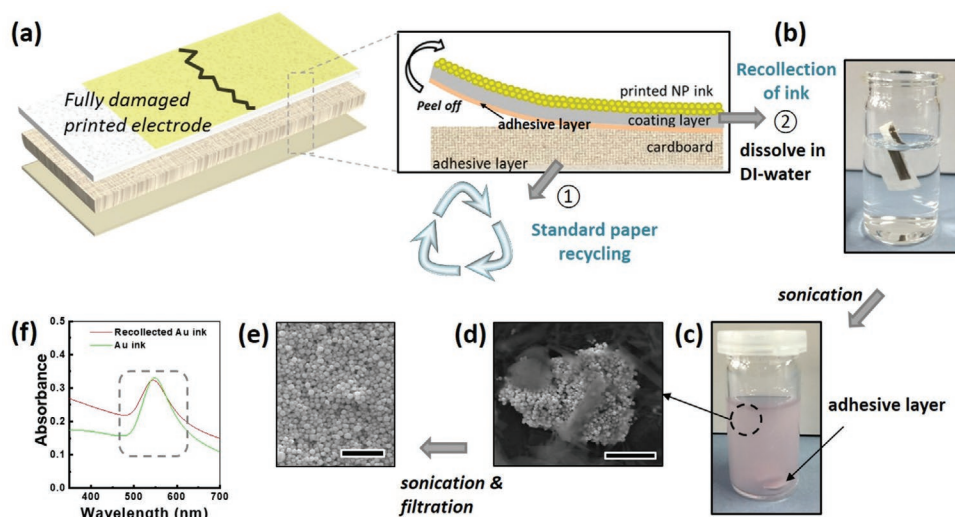 (a)
Fully damaged
printed electrode
Peel off
printed NP ink
adhesive layer
coating layer
cardboard
adhesive layer
①
Standard paper
recycling
(b)
Recollection
of ink
②
dissolve in
DI-water
sonication
(c)
adhesive layer
(d)
sonication &
filtration
(e)
(f)
Recollected Au ink
Au ink
Absorbance
0.5
0.4
0.3
0.2
0.1
0.0
400
500
600
700
Wavelength (nm)